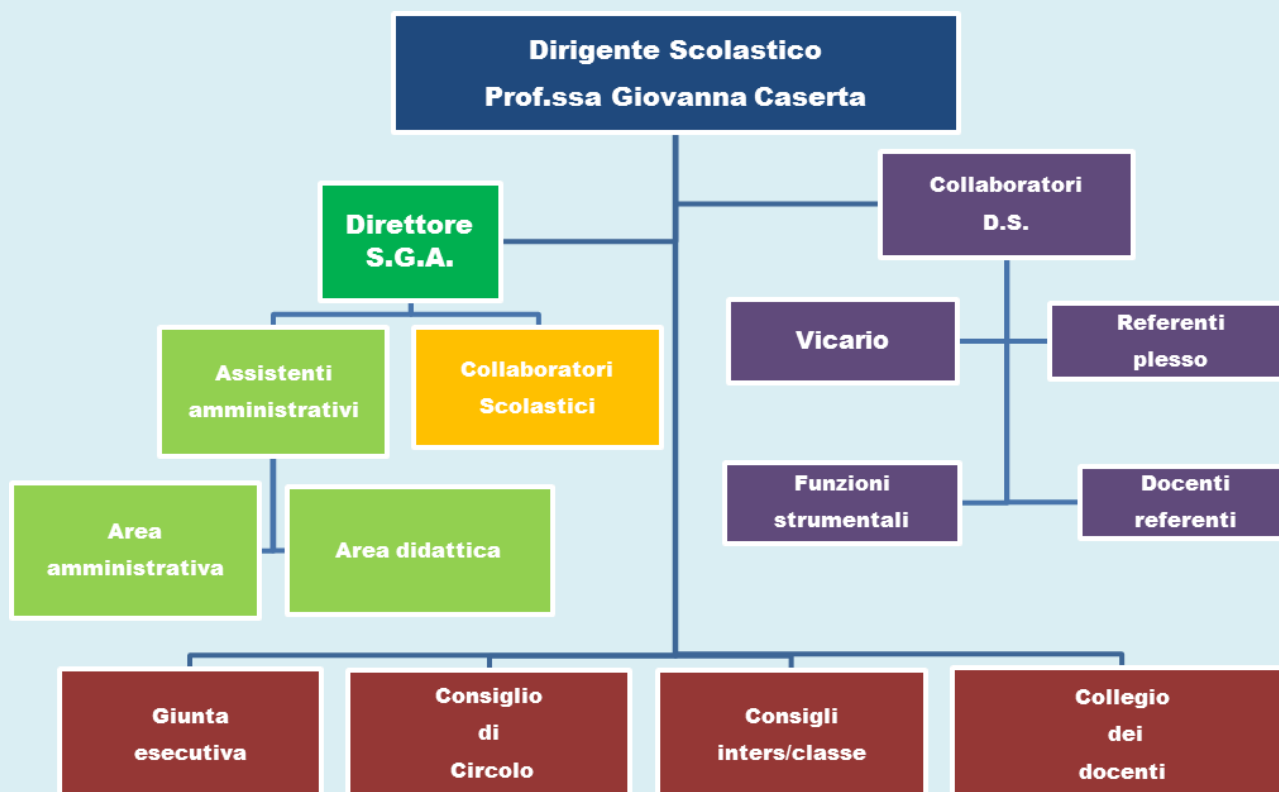 Dirigente Scolastico
Prof.ssa Giovanna Caserta
Collaboratori
D.S.
Direttore
S.G.A.
Vicario
Referenti
plesso
Assistenti
amministrativi
Collaboratori
Scolastici
Funzioni
strumentali
Docenti
referenti
Area
amministrativa
Area didattica
Giunta
esecutiva
Consiglio
di
Circolo
Consigli
inters/classe
Collegio
dei
docenti